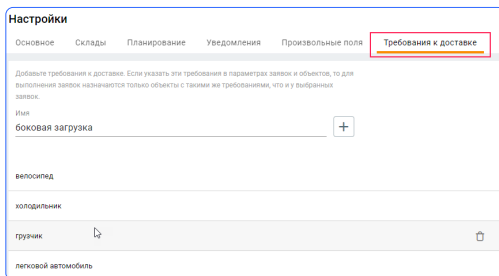 Настройки
Основное Склады Планирование Уведомления Произвольные поля Требования к доставке
Добавьте требования к доставке. Если указать эти требования в параметрах заявок и объектов, то для
выполнения заявок назначаются только объекты с такими же требованиями, что и у выбранных
заявок.
Имя
боковая загрузка
велосипед
холодильник
грузчик
легковой автомобиль